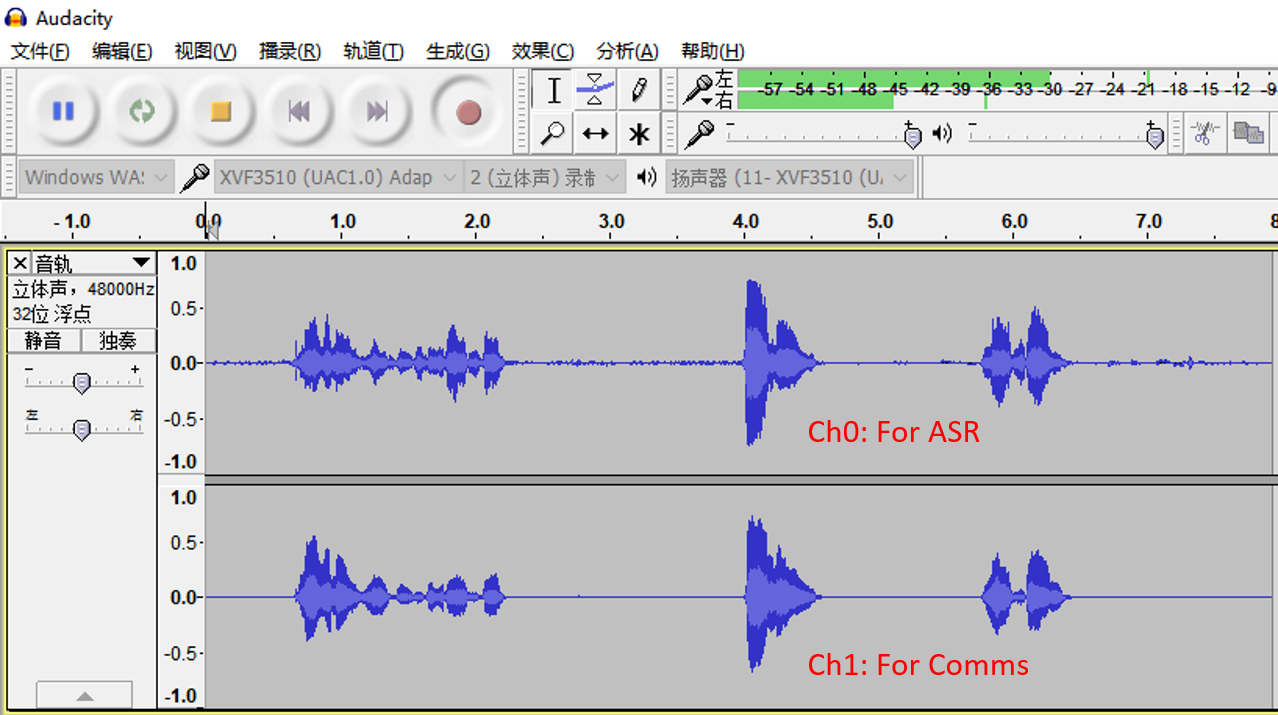 Audacity
文件(F) 编辑(E) 视图(V) 播录(R) 轨道(T) 生成(G) 效果(C) 分析(A) 帮助(H)
左
右
-57 -54 -51 -48 -45 -42 -39 -36 -33 -30 -27 -24 -21 -18 -15 -12 -9
- + - +
XVF3510 (UAC1.0) Adap 2 (立体声) 录制 扬声器 (11- XVF3510 (U
Windows WAS
- 1.0 0.0 1.0 2.0 3.0 4.0 5.0 6.0 7.0 8
音轨
立体声，48000Hz
32位 浮点
静音 独奏
- +
左 右
1.0
0.5
0.0
-0.5
-1.0
Ch0: For ASR
1.0
0.5
0.0
-0.5
-1.0
Ch1: For Comms